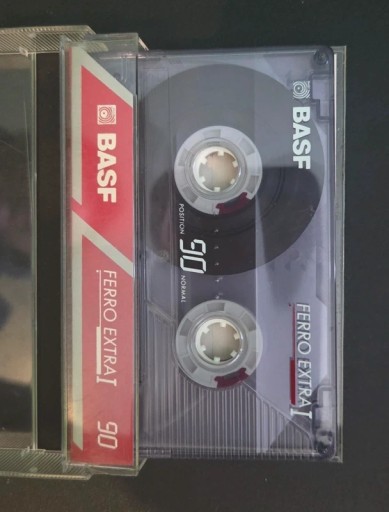 BASF
FERRO EXTRA I
90
BASF
POSITION 90 NORMAL
FERRO EXTRA I